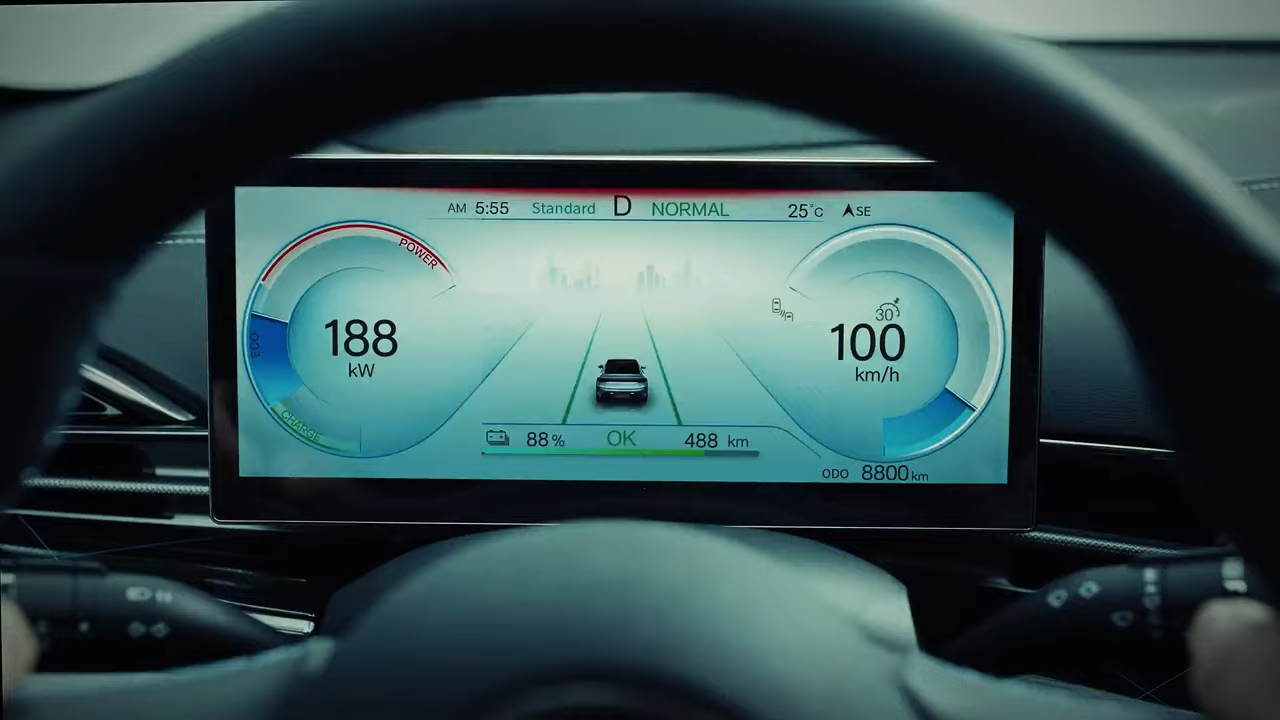 AM 5:55 Standard D NORMAL 25°C SE
POWER
ECO
CHARGE
188
kW
30
100
km/h
88% OK 488 km
ODO 8800km